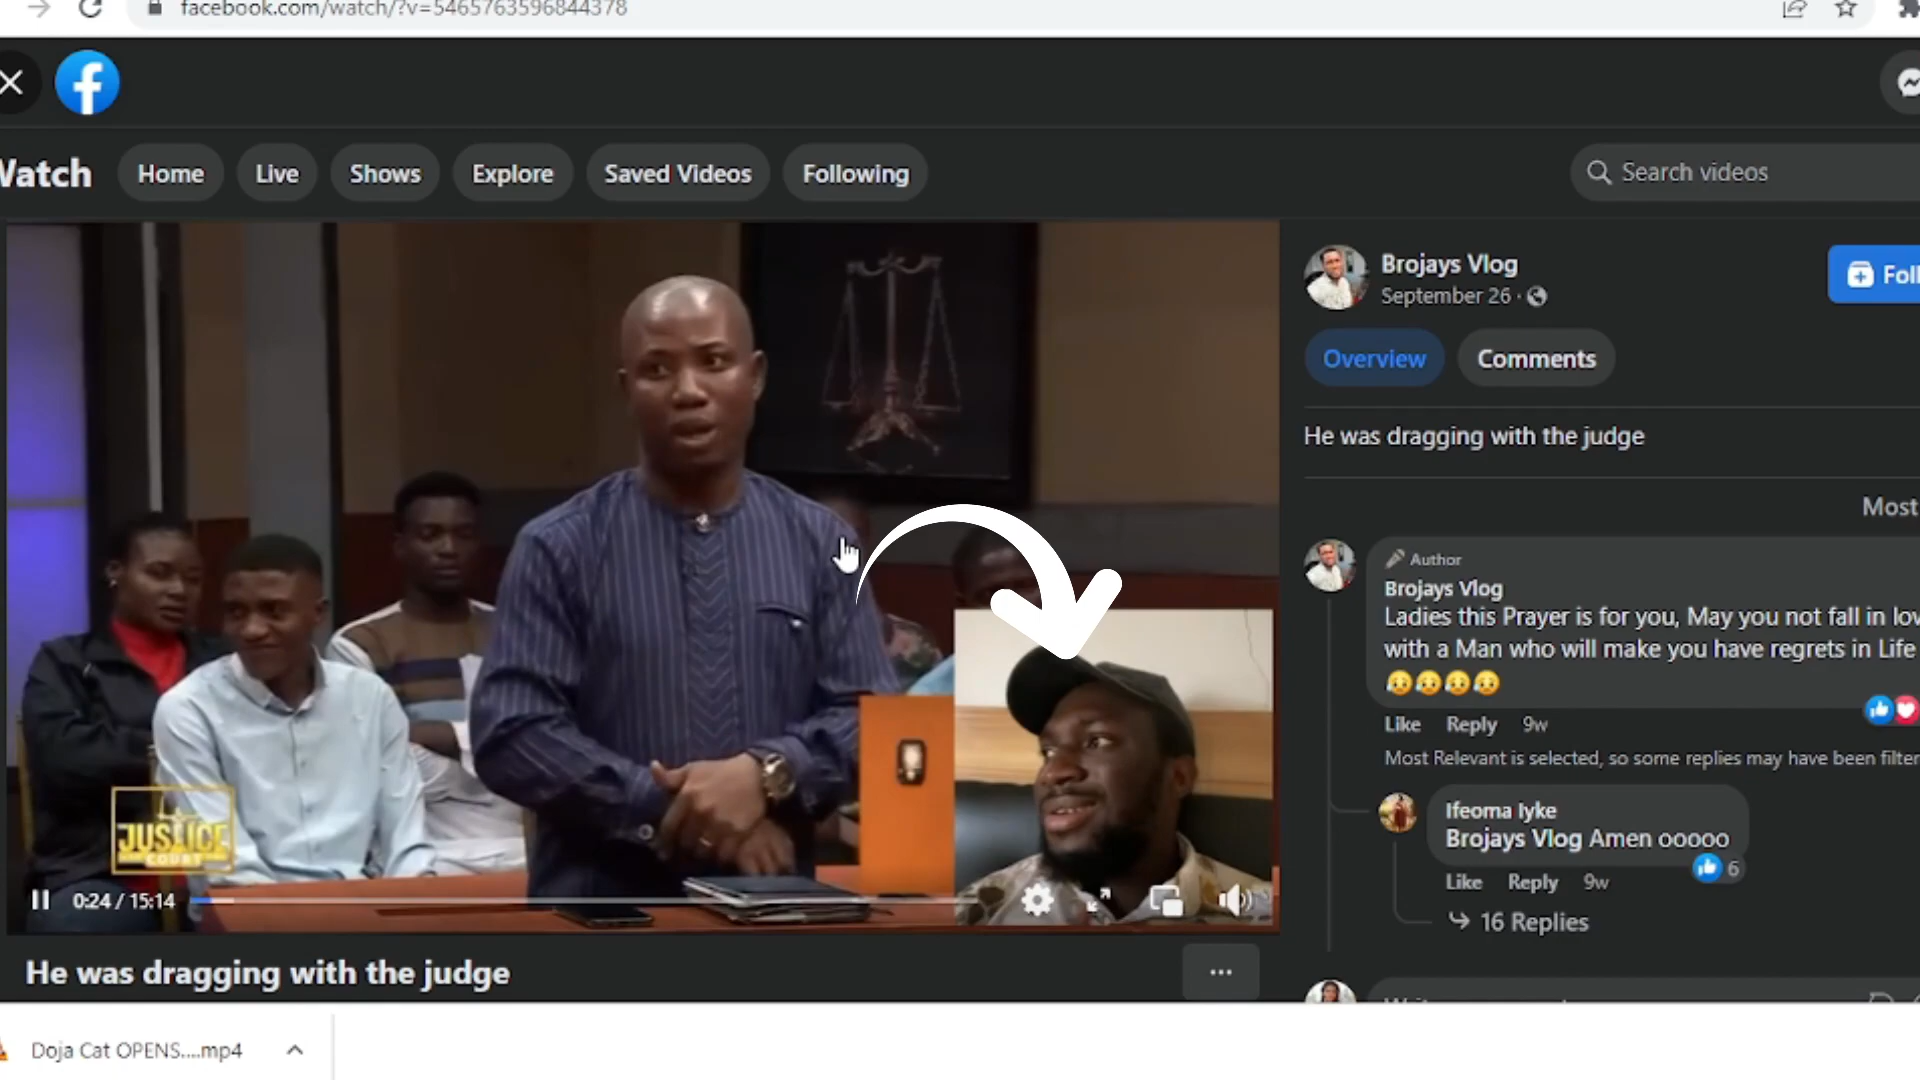 facebook.com/watch/?v=5465763596844378
Watch
Home
Live
Shows
Explore
Saved Videos
Following
Search videos
Brojays Vlog
September 26 ·
Overview
Comments
He was dragging with the judge
Most
Author
Brojays Vlog
Ladies this Prayer is for you, May you not fall in lov
with a Man who will make you have regrets in Life
Like Reply 9w
Most Relevant is selected, so some replies may have been filter
Ifeoma Iyke
Brojays Vlog Amen ooooo
6
Like Reply 9w
16 Replies
JUSTICE
COURT
0:24 / 15:14
He was dragging with the judge
Doja Cat OPENS....mp4